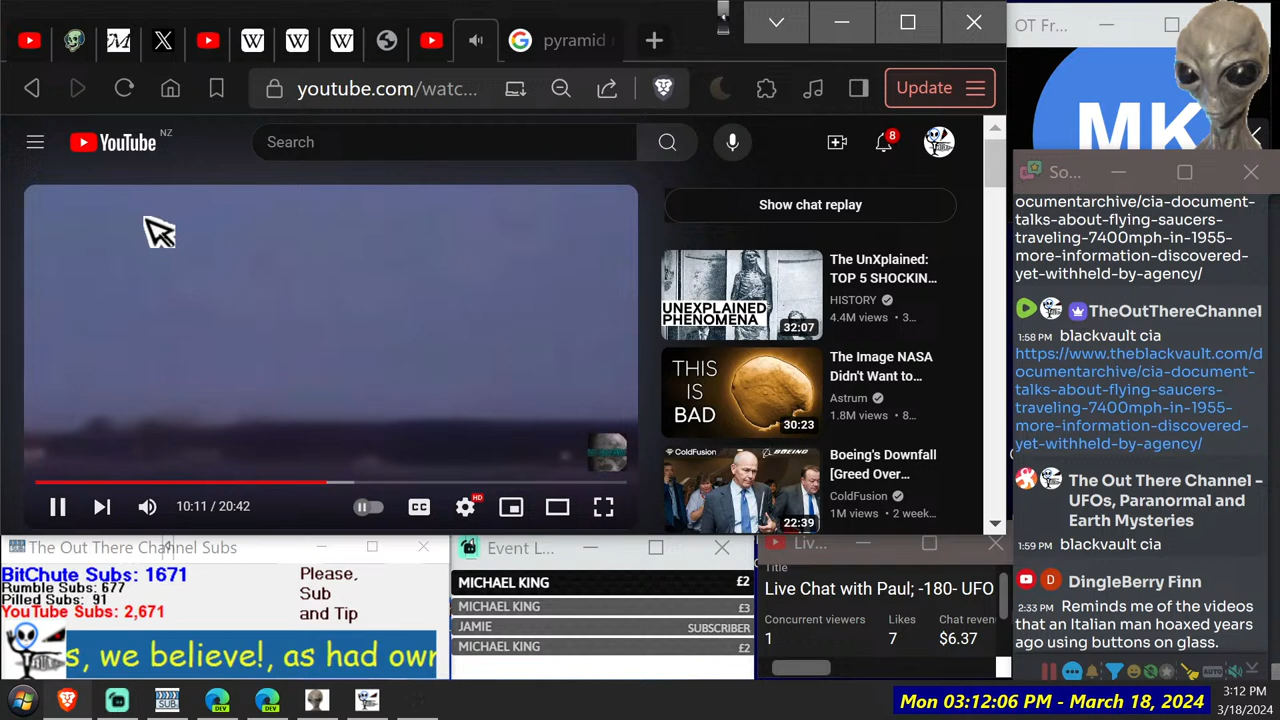 pyramid
OT Fr...
youtube.com/watc...
Update
MK
YouTube NZ
Search
8
So...
Show chat replay
ocumentarchive/cia-document-
talks-about-flying-saucers-
traveling-7400mph-in-1955-
more-information-discovered-
yet-withheld-by-agency/
The UnXplained:
TOP 5 SHOCKIN...
HISTORY
4.4M views • 3...
UNEXPLAINED
PHENOMENA
32:07
TheOutThereChannel
1:58 PM blackvault cia
https://www.theblackvault.com/d
ocumentarchive/cia-document-
talks-about-flying-saucers-
traveling-7400mph-in-1955-
more-information-discovered-
yet-withheld-by-agency/
The Image NASA
Didn't Want to...
Astrum
1.8M views • 8...
THIS
IS
BAD
30:23
Boeing's Downfall
[Greed Over...
ColdFusion
1M views • 2 week...
ColdFusion
BOEING
22:39
The Out There Channel -
UFOs, Paranormal and
Earth Mysteries
1:59 PM blackvault cia
10:11 / 20:42
CC
HD
The Out There Channel Subs
BitChute Subs: 1671
Rumble Subs: 677
Pilled Subs: 91
YouTube Subs: 2,671
Please,
Sub
and Tip
s, we believe!, as had own
Event L...
MICHAEL KING £2
MICHAEL KING £3
JAMIE SUBSCRIBER
MICHAEL KING £2
Liv...
Title
Live Chat with Paul; -180- UFO
Concurrent viewers
1
Likes
7
Chat reven
$6.37
D DingleBerry Finn
2:33 PM Reminds me of the videos
that an Italian man hoaxed years
ago using buttons on glass.
AUTO
SUB
DEV
DEV
Mon 03:12:06 PM - March 18, 2024
3:12 PM
3/18/2024